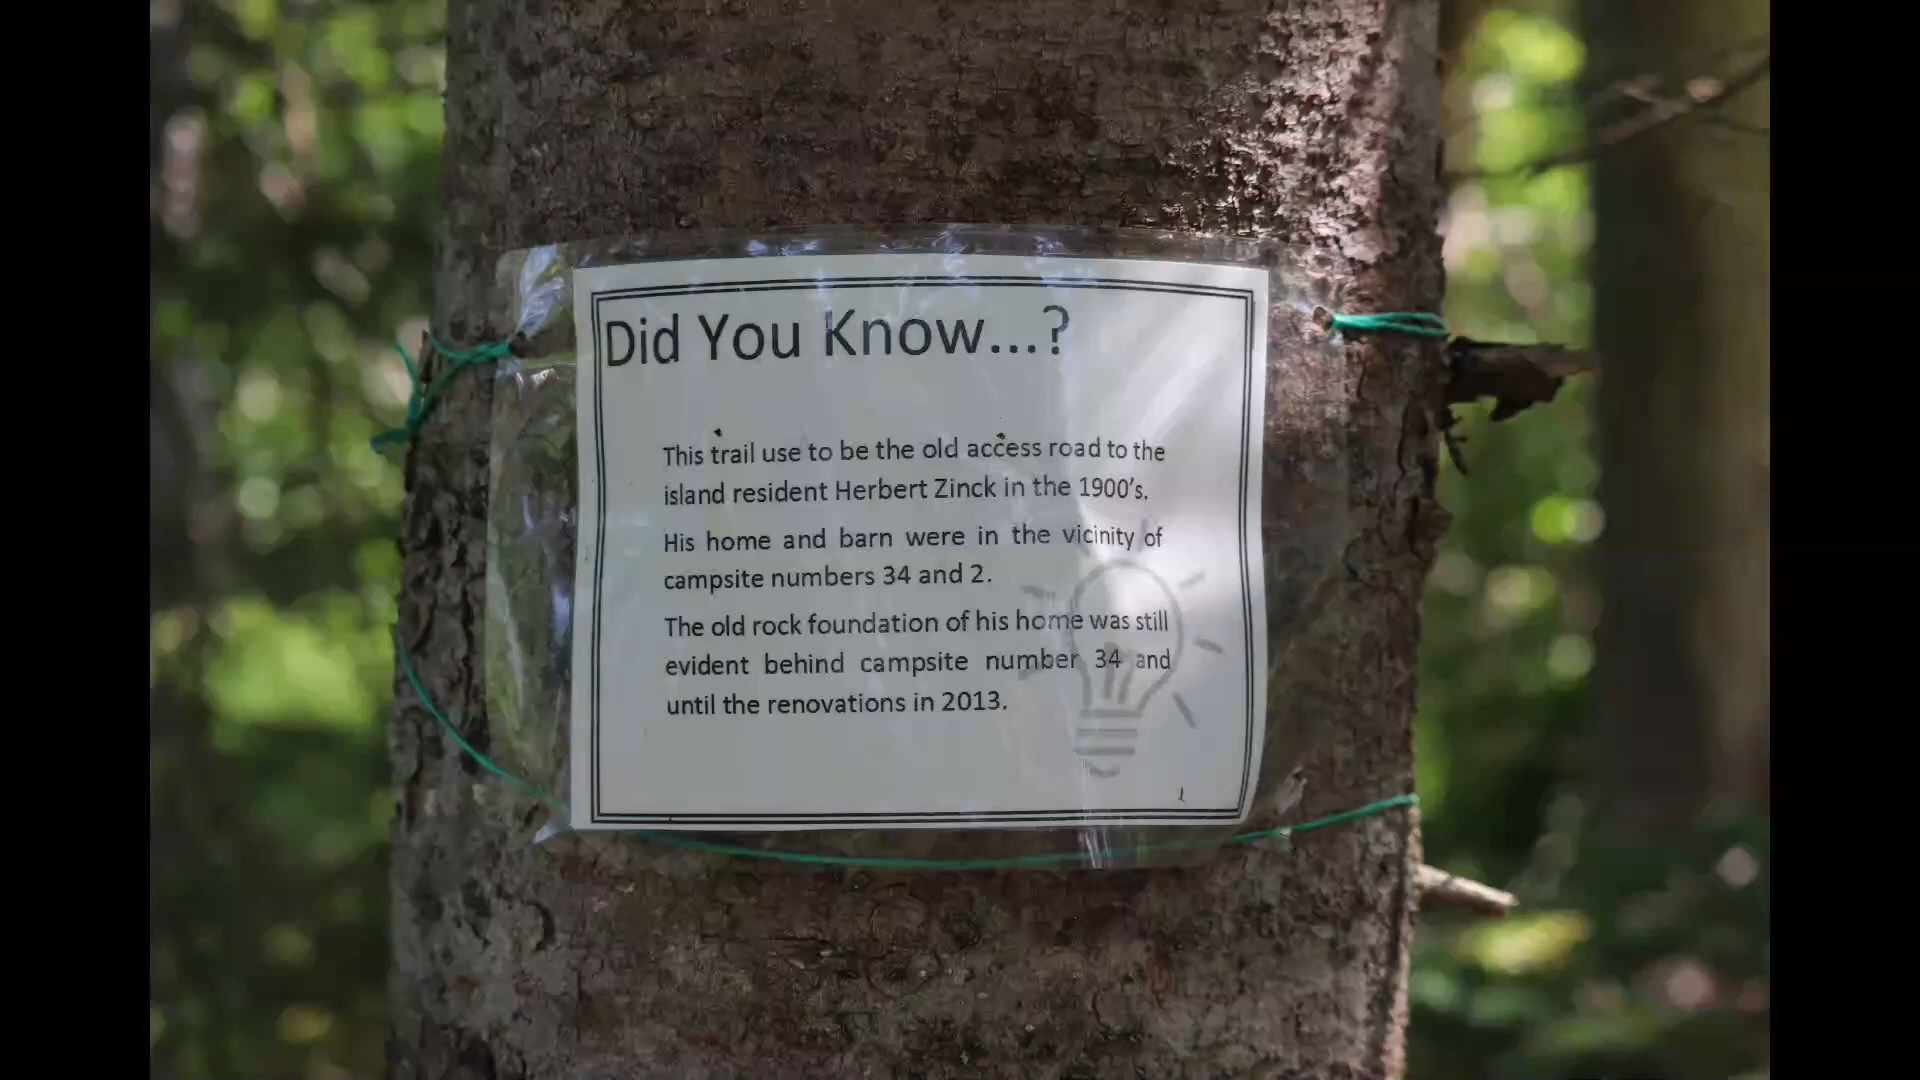 Did You Know...?
This trail use to be the old access road to the
island resident Herbert Zinck in the 1900's.
His home and barn were in the vicinity of
campsite numbers 34 and 2.
The old rock foundation of his home was still
evident behind campsite number 34 and
until the renovations in 2013.